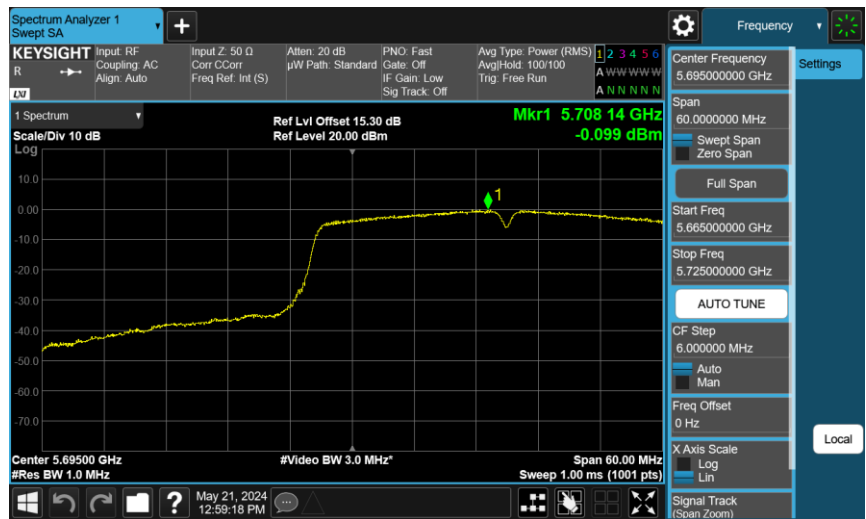 Spectrum Analyzer 1
Swept SA
+
Frequency
KEYSIGHT
R
LXI
Input: RF
Coupling: AC
Align: Auto
Input Z: 50 Ω
Corr CCorr
Freq Ref: Int (S)
Atten: 20 dB
µW Path: Standard
PNO: Fast
Gate: Off
IF Gain: Low
Sig Track: Off
Avg Type: Power (RMS)
Avg|Hold: 100/100
Trig: Free Run
1 2 3 4 5 6
A W W W W W
A N N N N N
1 Spectrum
Scale/Div 10 dB
Ref Lvl Offset 15.30 dB
Ref Level 20.00 dBm
Mkr1 5.708 14 GHz
-0.099 dBm
Log
10.0
0.00
-10.0
-20.0
-30.0
-40.0
-50.0
-60.0
-70.0
1
Center 5.69500 GHz
#Res BW 1.0 MHz
#Video BW 3.0 MHz*
Span 60.00 MHz
Sweep 1.00 ms (1001 pts)
Center Frequency
5.695000000 GHz
Span
60.0000000 MHz
Swept Span
Zero Span
Full Span
Start Freq
5.665000000 GHz
Stop Freq
5.725000000 GHz
AUTO TUNE
CF Step
6.000000 MHz
Auto
Man
Freq Offset
0 Hz
X Axis Scale
Log
Lin
Signal Track
(Span Zoom)
Settings
Local
?
May 21, 2024
12:59:18 PM